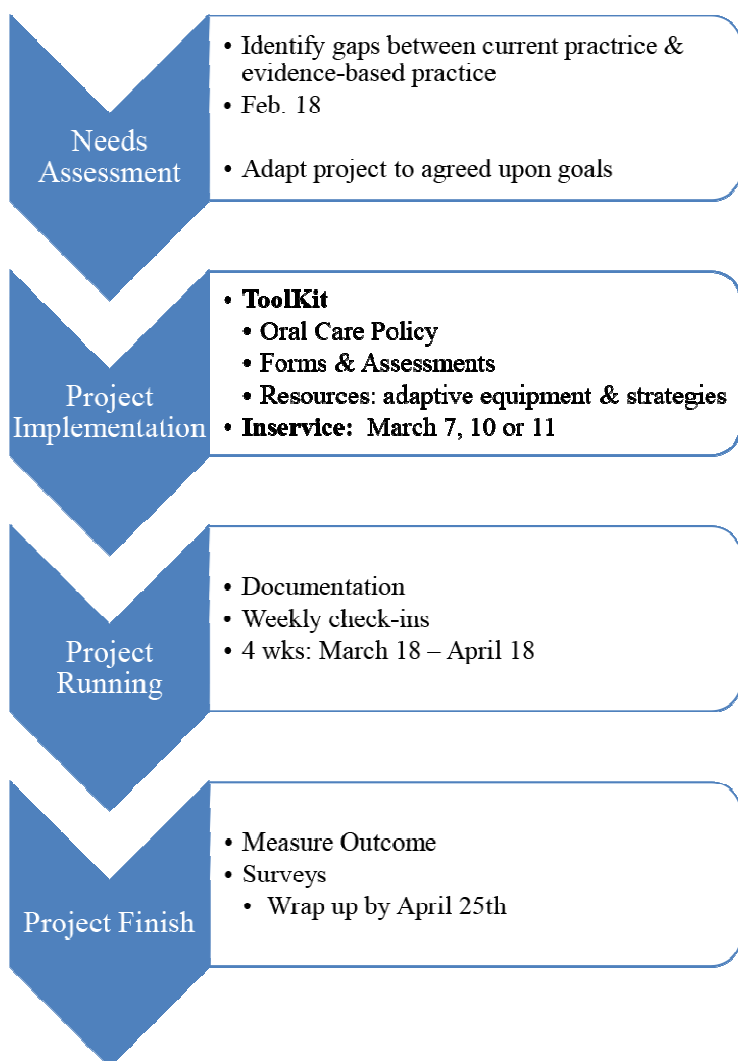 Needs
Assessment
• Identify gaps between current practrice &
evidence-based practice
• Feb. 18
• Adapt project to agreed upon goals
Project
Implementation
• ToolKit
• Oral Care Policy
• Forms & Assessments
• Resources: adaptive equipment & strategies
• Inservice: March 7, 10 or 11
Project
Running
• Documentation
• Weekly check-ins
• 4 wks: March 18 – April 18
Project Finish
• Measure Outcome
• Surveys
• Wrap up by April 25th